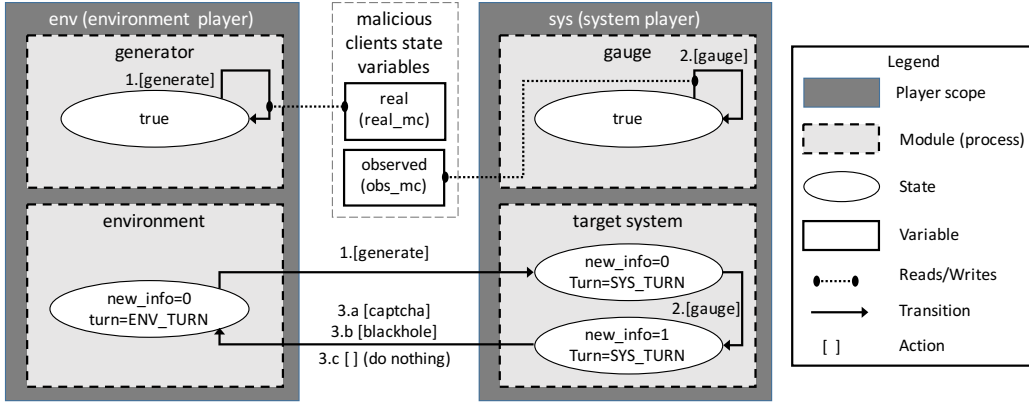 env (environment player)
generator
1.[generate]
true
environment
new_info=0
turn=ENV_TURN
malicious
clients state
variables
real
(real_mc)
observed
(obs_mc)
1.[generate]
3.a [captcha]
3.b [blackhole]
3.c [ ] (do nothing)
sys (system player)
gauge
2.[gauge]
true
target system
new_info=0
Turn=SYS_TURN
2.[gauge]
new_info=1
Turn=SYS_TURN
Legend
Player scope
Module (process)
State
Variable
Reads/Writes
Transition
[ ] Action